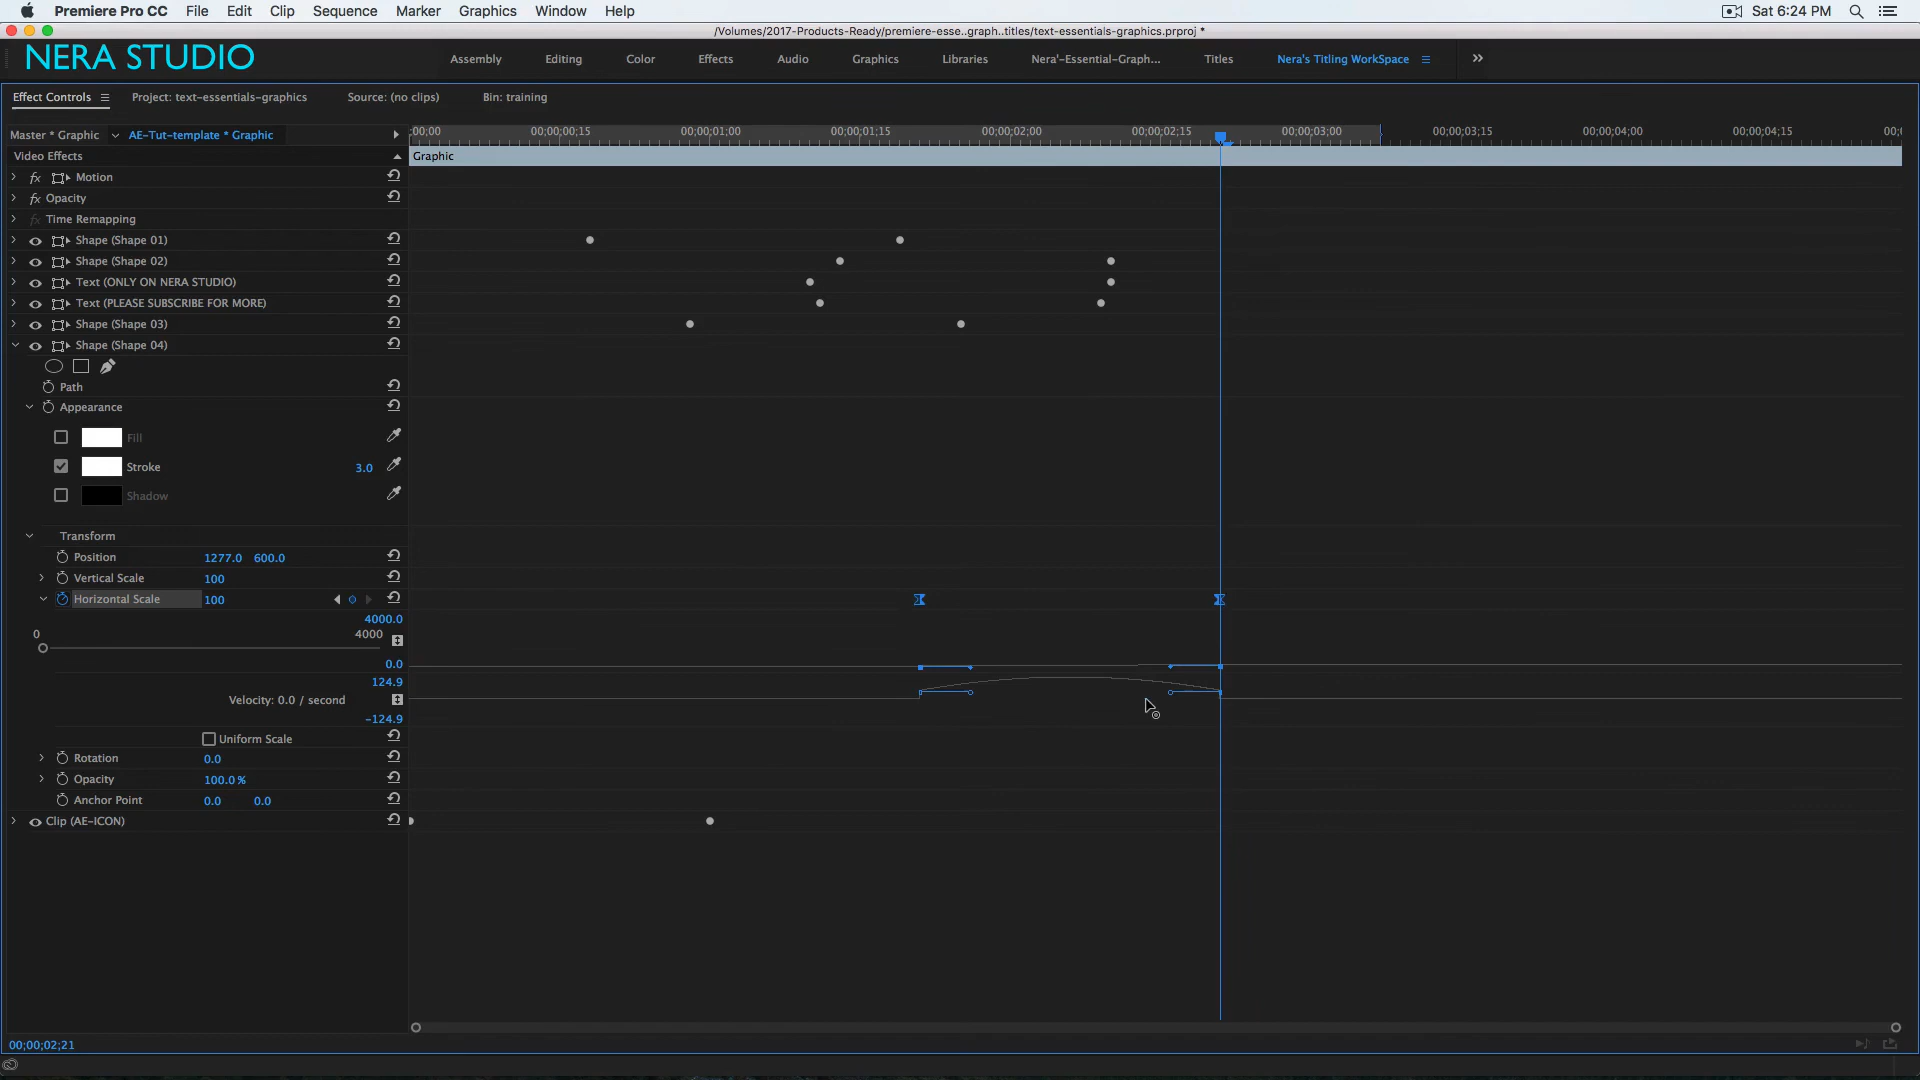 Premiere Pro CC File Edit Clip Sequence Marker Graphics Window Help Sat 6:24 PM
/Volumes/2017-Products-Ready/premiere-esse..graph..titles/text-essentials-graphics.prproj *
NERA STUDIO Assembly Editing Color Effects Audio Graphics Libraries Nera'-Essential-Graph... Titles Nera's Titling WorkSpace
Effect Controls Project: text-essentials-graphics Source: (no clips) Bin: training
Master * Graphic AE-Tut-template * Graphic ;00;00 00;00;00;15 00;00;01;00 00;00;01;15 00;00;02;00 00;00;02;15 00;00;03;00 00;00;03;15 00;00;04;00 00;00;04;15 00;0
Video Effects Graphic
fx Motion
fx Opacity
fx Time Remapping
Shape (Shape 01)
Shape (Shape 02)
Text (ONLY ON NERA STUDIO)
Text (PLEASE SUBSCRIBE FOR MORE)
Shape (Shape 03)
Shape (Shape 04)
Path
Appearance
Fill
Stroke 3.0
Shadow
Transform
Position 1277.0 600.0
Vertical Scale 100
Horizontal Scale 100
4000.0
0 4000
0.0
124.9
Velocity: 0.0 / second
-124.9
Uniform Scale
Rotation 0.0
Opacity 100.0 %
Anchor Point 0.0 0.0
Clip (AE-ICON)
00;00;02;21